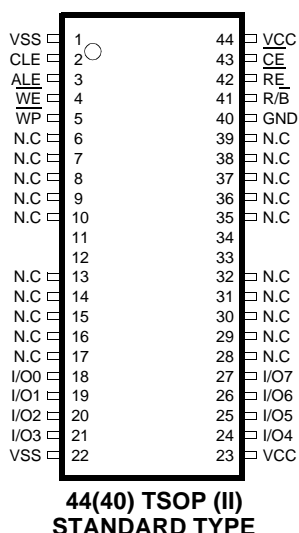 VSS 1 44 VCC
CLE 2 43 CE
ALE 3 42 RE
WE 4 41 R/B
WP 5 40 GND
N.C 6 39 N.C
N.C 7 38 N.C
N.C 8 37 N.C
N.C 9 36 N.C
N.C 10 35 N.C
11 34
12 33
N.C 13 32 N.C
N.C 14 31 N.C
N.C 15 30 N.C
N.C 16 29 N.C
N.C 17 28 N.C
I/O0 18 27 I/O7
I/O1 19 26 I/O6
I/O2 20 25 I/O5
I/O3 21 24 I/O4
VSS 22 23 VCC
44(40) TSOP (II)
STANDARD TYPE